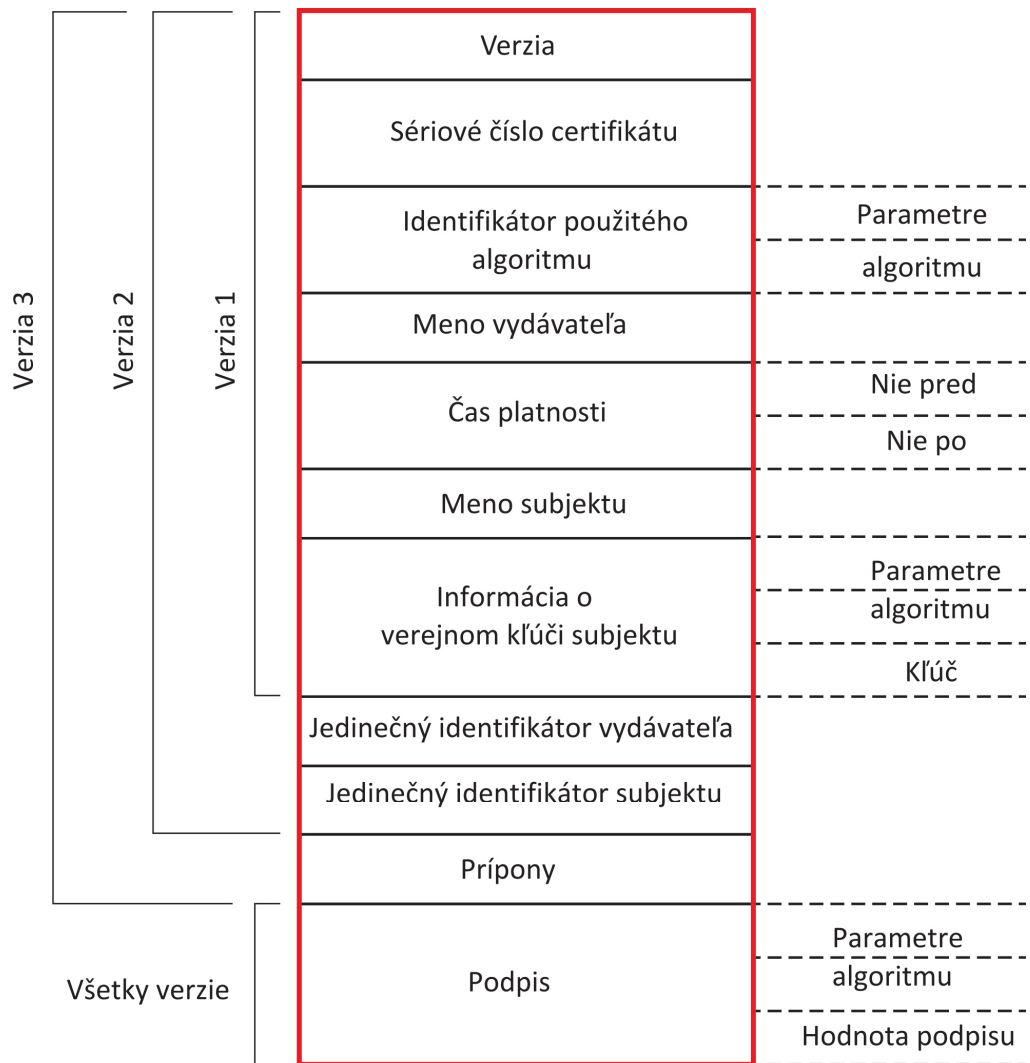 Verzia
Sériové číslo certifikátu
Identifikátor použitého
algoritmu
Parametre
algoritmu
Meno vydávateľa
Čas platnosti
Nie pred
Nie po
Meno subjektu
Informácia o
verejnom kľúči subjektu
Parametre
algoritmu
Kľúč
Jedinečný identifikátor vydávateľa
Jedinečný identifikátor subjektu
Prípony
Podpis
Parametre
algoritmu
Hodnota podpisu
Verzia 3
Verzia 2
Verzia 1
Všetky verzie